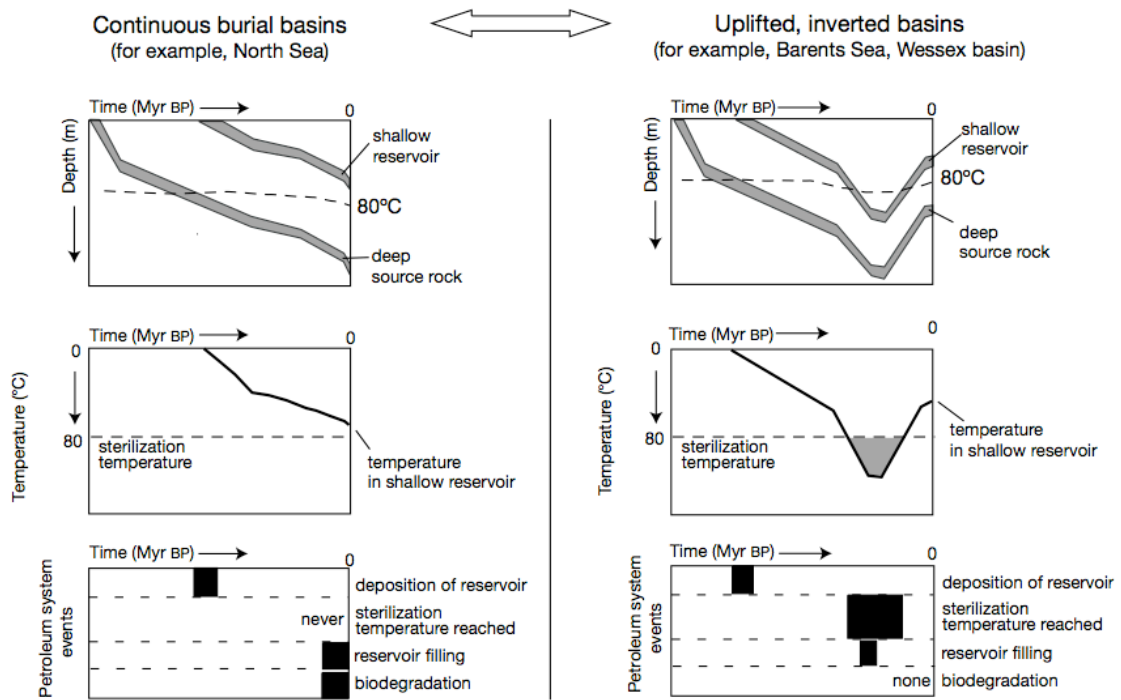 Continuous burial basins
(for example, North Sea)
Time (Myr BP)
0
Depth (m)
shallow
reservoir
80°C
deep
source rock
Time (Myr BP)
0
Temperature (°C)
0
80
sterilization
temperature
temperature
in shallow reservoir
Time (Myr BP)
0
Petroleum system
events
deposition of reservoir
never
sterilization
temperature reached
reservoir filling
biodegradation
Uplifted, inverted basins
(for example, Barents Sea, Wessex basin)
Time (Myr BP)
0
Depth (m)
shallow
reservoir
80°C
deep
source rock
Time (Myr BP)
0
Temperature (°C)
0
80
sterilization
temperature
temperature
in shallow reservoir
Time (Myr BP)
0
Petroleum system
events
deposition of reservoir
sterilization
temperature reached
reservoir filling
none
biodegradation